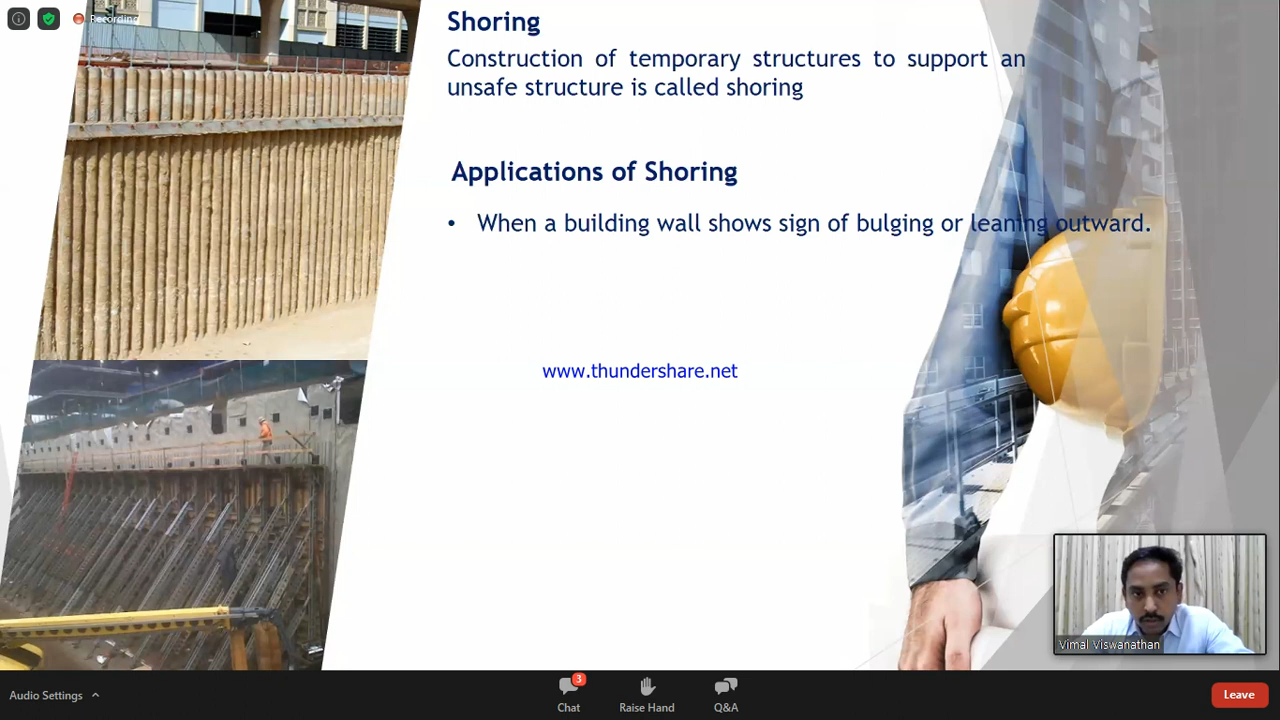 Recording
Shoring
Construction of temporary structures to support an
unsafe structure is called shoring
Applications of Shoring
• When a building wall shows sign of bulging or leaning outward.
www.thundershare.net
Vimal Viswanathan
Audio Settings
3
Chat
Raise Hand
Q&A
Leave